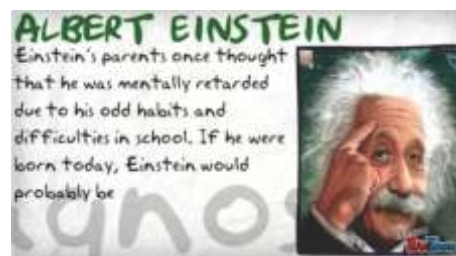 ALBERT EINSTEIN
Einstein's parents once thought
that he was mentally retarded
due to his odd habits and
difficulties in school. If he were
born today, Einstein would
probably be
agnos